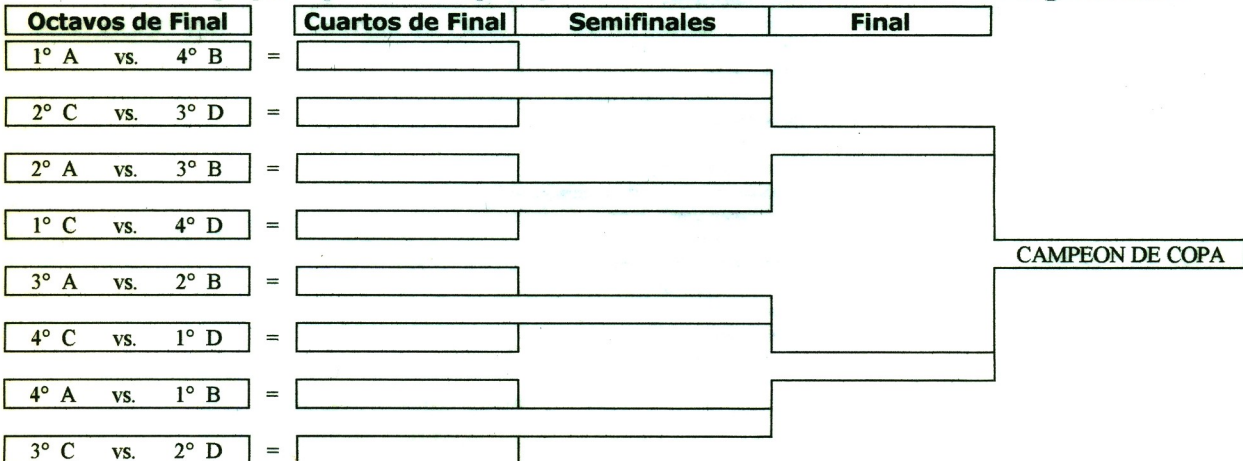 Octavos de Final Cuartos de Final Semifinales Final
1° A vs. 4° B =
2° C vs. 3° D =
2° A vs. 3° B =
1° C vs. 4° D =
CAMPEON DE COPA
3° A vs. 2° B =
4° C vs. 1° D =
4° A vs. 1° B =
3° C vs. 2° D =